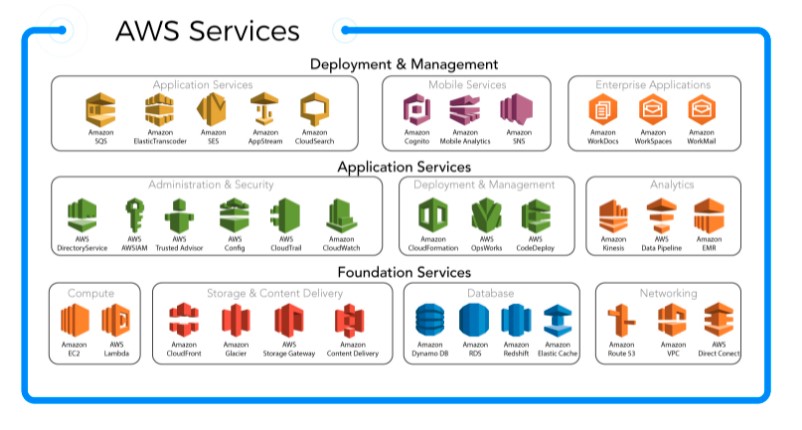 AWS Services
Deployment & Management
Application Services
Amazon SQS
Amazon ElasticTranscoder
Amazon SES
Amazon AppStream
Amazon CloudSearch
Mobile Services
Amazon Cognito
Amazon Mobile Analytics
Amazon SNS
Enterprise Applications
Amazon WorkDocs
Amazon WorkSpaces
Amazon WorkMail
Application Services
Administration & Security
AWS DirectoryService
AWS AWSIAM
AWS Trusted Advisor
AWS Config
AWS CloudTrail
Amazon CloudWatch
Deployment & Management
Amazon CloudFormation
AWS OpsWorks
AWS CodeDeploy
Analytics
Amazon Kinesis
AWS Data Pipeline
Amazon EMR
Foundation Services
Compute
Amazon EC2
AWS Lambda
Storage & Content Delivery
Amazon CloudFront
Amazon Glacier
AWS Storage Gateway
Amazon Content Delivery
Database
Amazon Dynamo DB
Amazon RDS
Amazon Redshift
Amazon Elastic Cache
Networking
Amazon Route 53
Amazon VPC
AWS Direct Conect